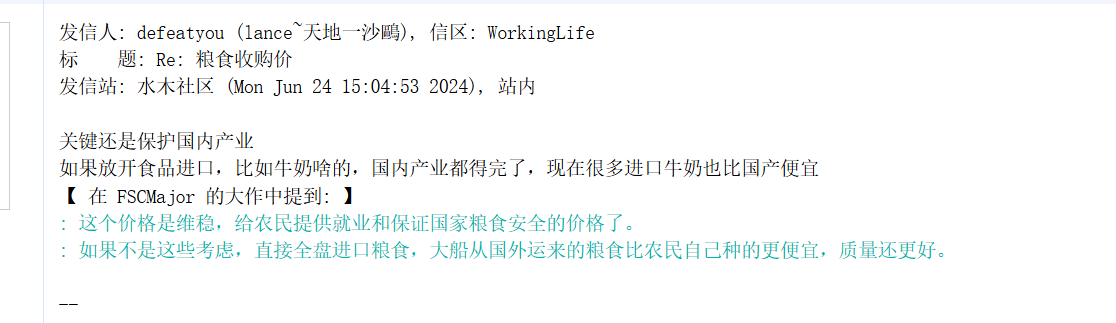 发信人: defeatyou (lance~天地一沙鷗), 信区: WorkingLife
标　　题: Re: 粮食收购价
发信站: 水木社区 (Mon Jun 24 15:04:53 2024), 站内
关键还是保护国内产业
如果放开食品进口，比如牛奶啥的，国内产业都得完了，现在很多进口牛奶也比国产便宜
【 在 FSCMajor 的大作中提到: 】
: 这个价格是维稳，给农民提供就业和保证国家粮食安全的价格了。
: 如果不是这些考虑，直接全盘进口粮食，大船从国外运来的粮食比农民自己种的更便宜，质量还更好。
--